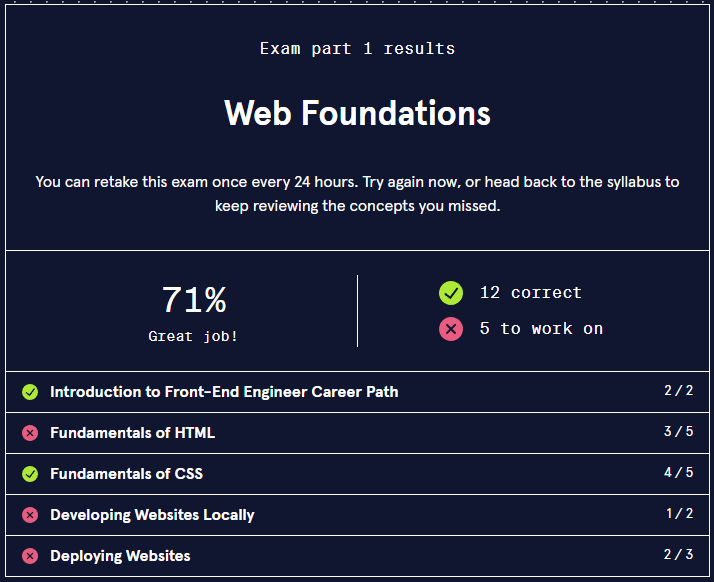 Exam part 1 results
Web Foundations
You can retake this exam once every 24 hours. Try again now, or head back to the syllabus to
keep reviewing the concepts you missed.
71%
Great job!
12 correct
5 to work on
Introduction to Front-End Engineer Career Path 2/2
Fundamentals of HTML 3/5
Fundamentals of CSS 4/5
Developing Websites Locally 1/2
Deploying Websites 2/3